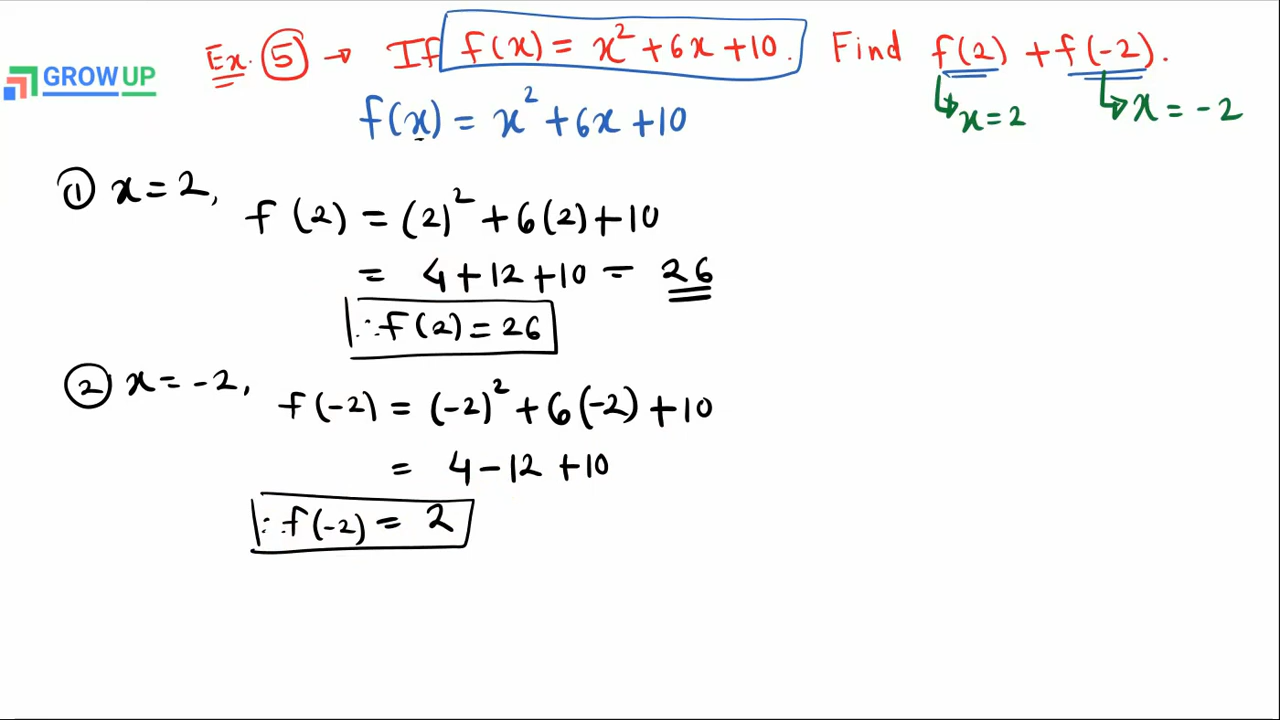 Ex. 5 → If f(x) = x² + 6x + 10. Find f(2) + f(-2).
GROW UP
f(x) = x² + 6x + 10
x = 2
x = -2
① x = 2,
f(2) = (2)² + 6(2) + 10
= 4 + 12 + 10 = 26
∴ f(2) = 26
② x = -2,
f(-2) = (-2)² + 6(-2) + 10
= 4 - 12 + 10
∴ f(-2) = 2